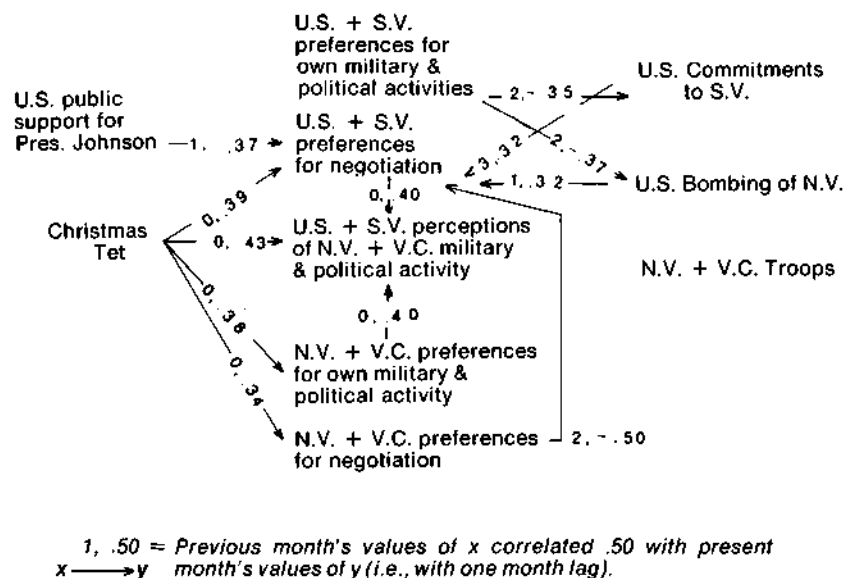 U.S. + S.V.
preferences for
own military &
political activities
2, -.35
U.S. Commitments
to S.V.
U.S. public
support for
Pres. Johnson
1, .37
U.S. + S.V.
preferences
for negotiation
3, .32
2, -.37
1, .32
U.S. Bombing of N.V.
0, .40
0, .39
Christmas
Tet
0, .43
U.S. + S.V. perceptions
of N.V. + V.C. military
& political activity
N.V. + V.C. Troops
0, .40
0, .38
N.V. + V.C. preferences
for own military &
political activity
0, .34
N.V. + V.C. preferences
for negotiation
2, -.50
1, .50 = Previous month's values of x correlated .50 with present
x y month's values of y (i.e., with one month lag).